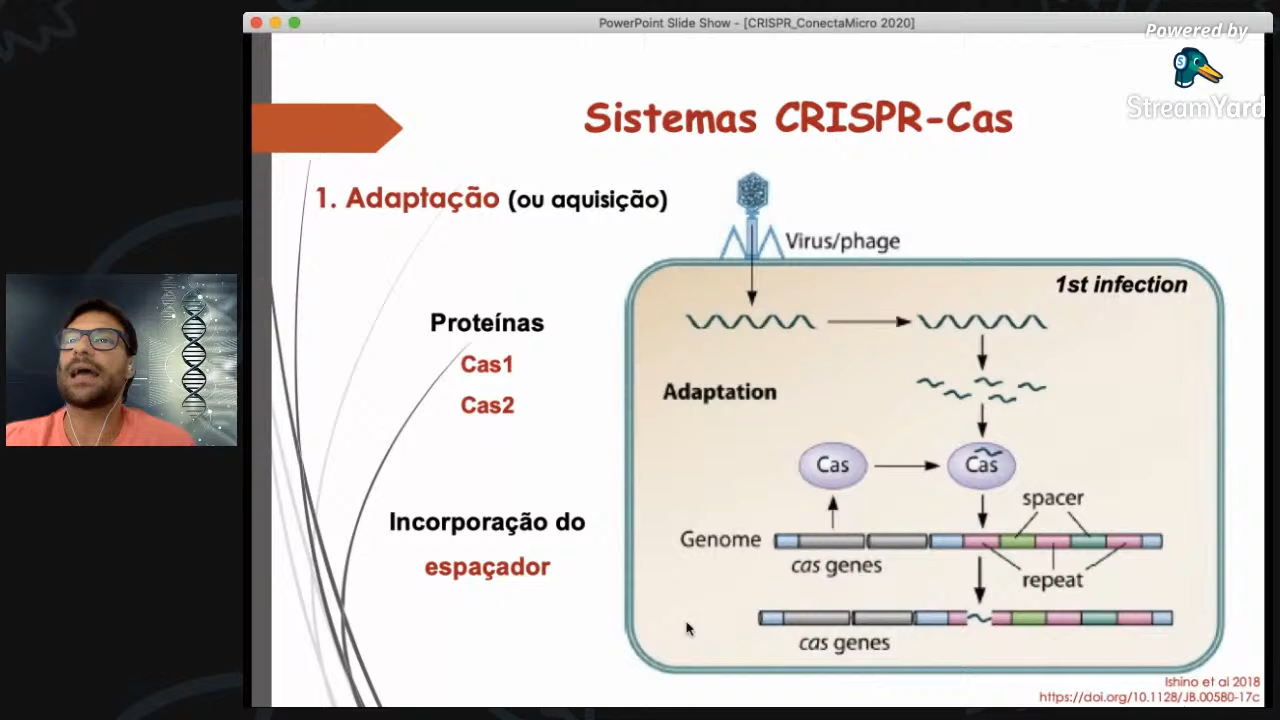 PowerPoint Slide Show - [CRISPR_ConectaMicro 2020]
Powered by
StreamYard
Sistemas CRISPR-Cas
1. Adaptação (ou aquisição)
Virus/phage
1st infection
Proteínas
Cas1
Cas2
Adaptation
Cas
Cas
spacer
Incorporação do
espaçador
Genome
cas genes
repeat
cas genes
Ishino et al 2018
https://doi.org/10.1128/JB.00580-17c